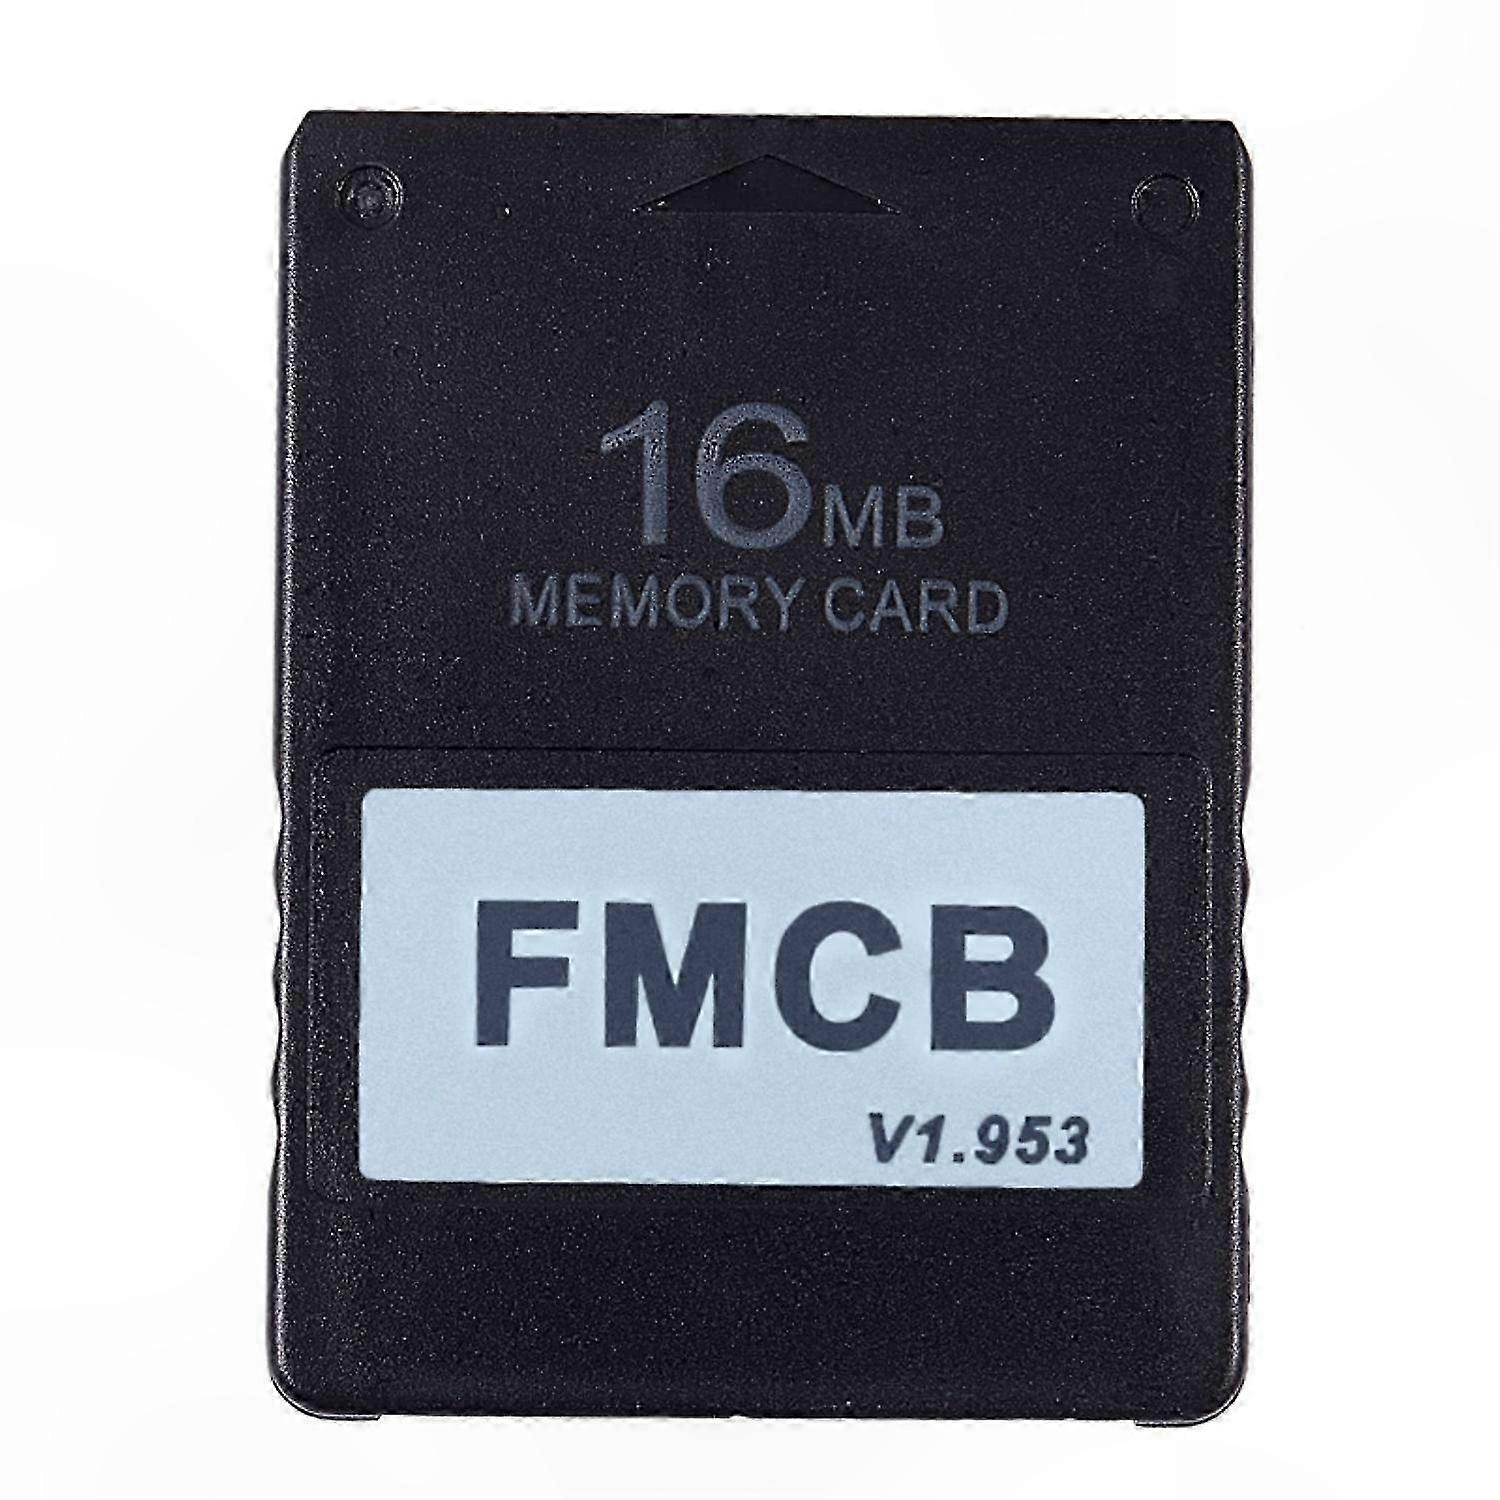 16MB
MEMORY CARD
FMCB
V1.953